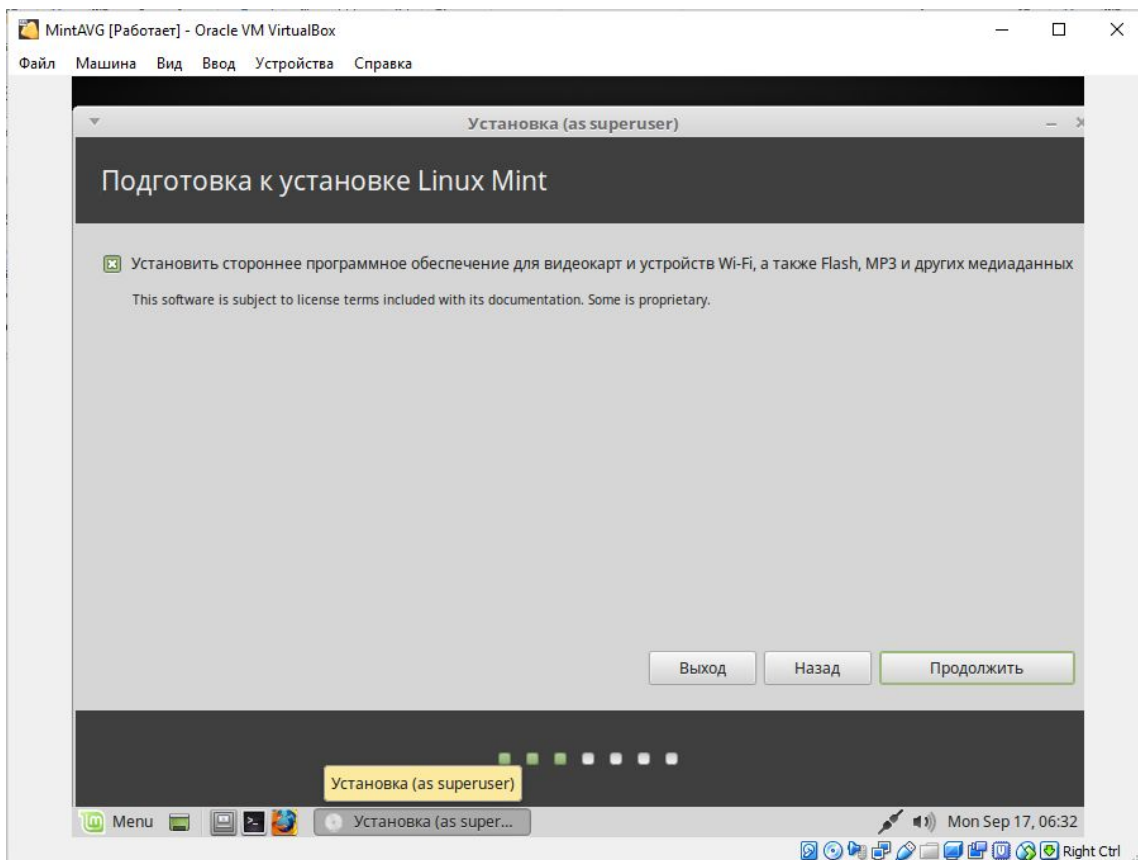 MintAVG [Работает] - Oracle VM VirtualBox
Файл Машина Вид Ввод Устройства Справка
Установка (as superuser)
Подготовка к установке Linux Mint
Установить стороннее программное обеспечение для видеокарт и устройств Wi-Fi, а также Flash, MP3 и других медиаданных
This software is subject to license terms included with its documentation. Some is proprietary.
Выход Назад Продолжить
Установка (as superuser)
Menu Установка (as super... Mon Sep 17, 06:32
Right Ctrl